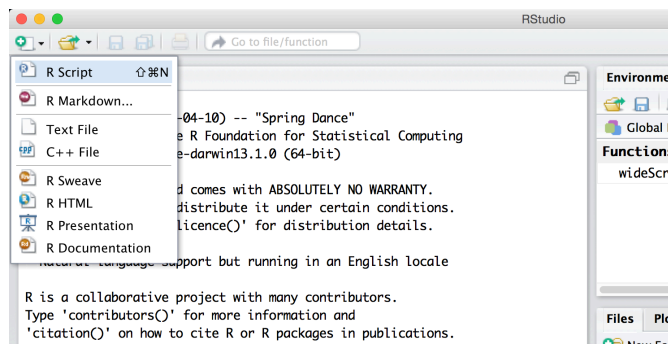 RStudio
Go to file/function
R Script ⇧⌘N
R Markdown...
Text File
C++ File
R Sweave
R HTML
R Presentation
R Documentation
-04-10) -- "Spring Dance"
R Foundation for Statistical Computing
-darwin13.1.0 (64-bit)
comes with ABSOLUTELY NO WARRANTY.
distribute it under certain conditions.
licence()' for distribution details.
Natural language support but running in an English locale
R is a collaborative project with many contributors.
Type 'contributors()' for more information and
'citation()' on how to cite R or R packages in publications.
Environme
Global
Function
wideScr
Files Plo